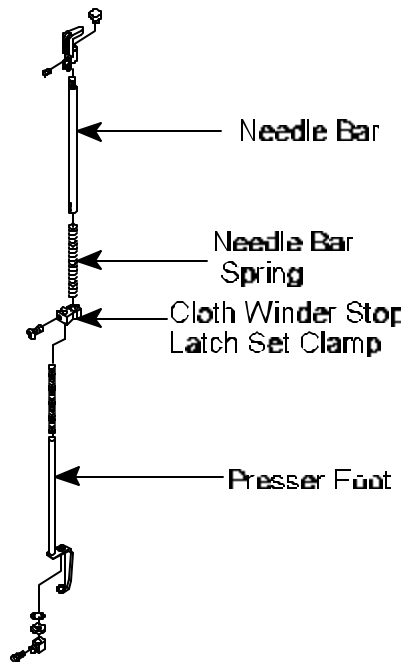 Needle Bar
Needle Bar
Spring
Cloth Winder Stop
Latch Set Clamp
Presser Foot